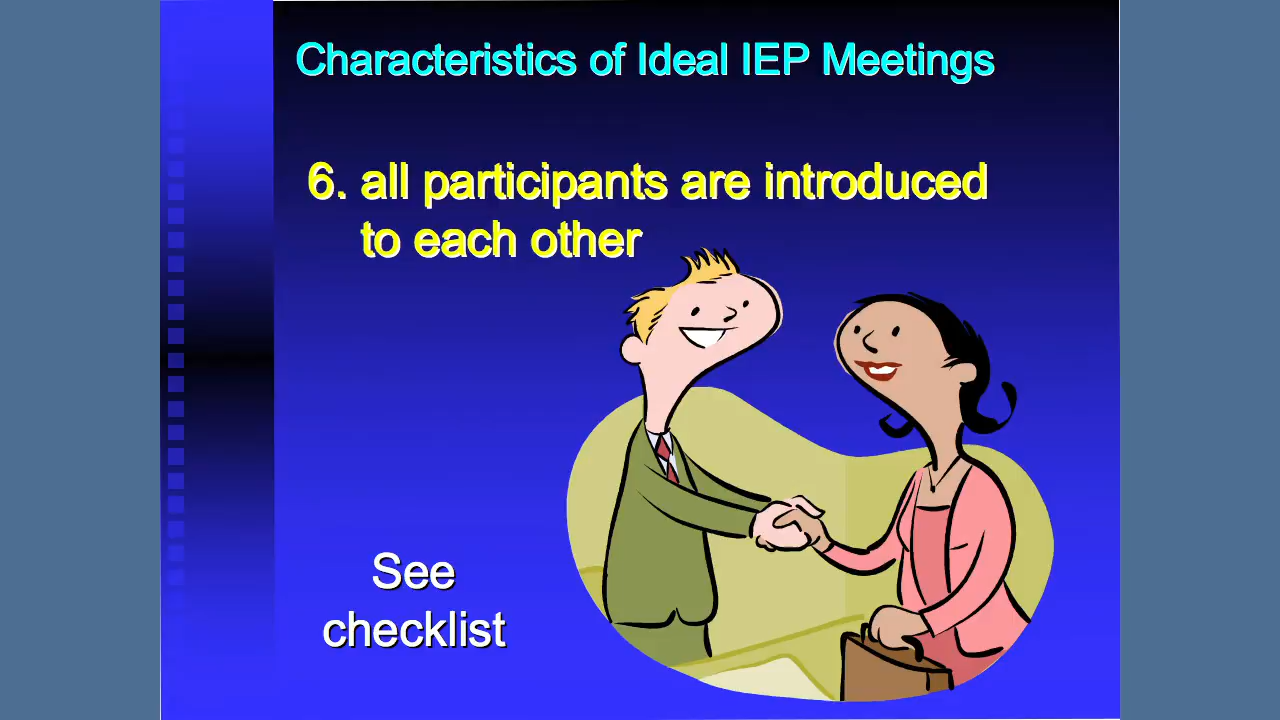 Characteristics of Ideal IEP Meetings
6. all participants are introduced
to each other
See
checklist